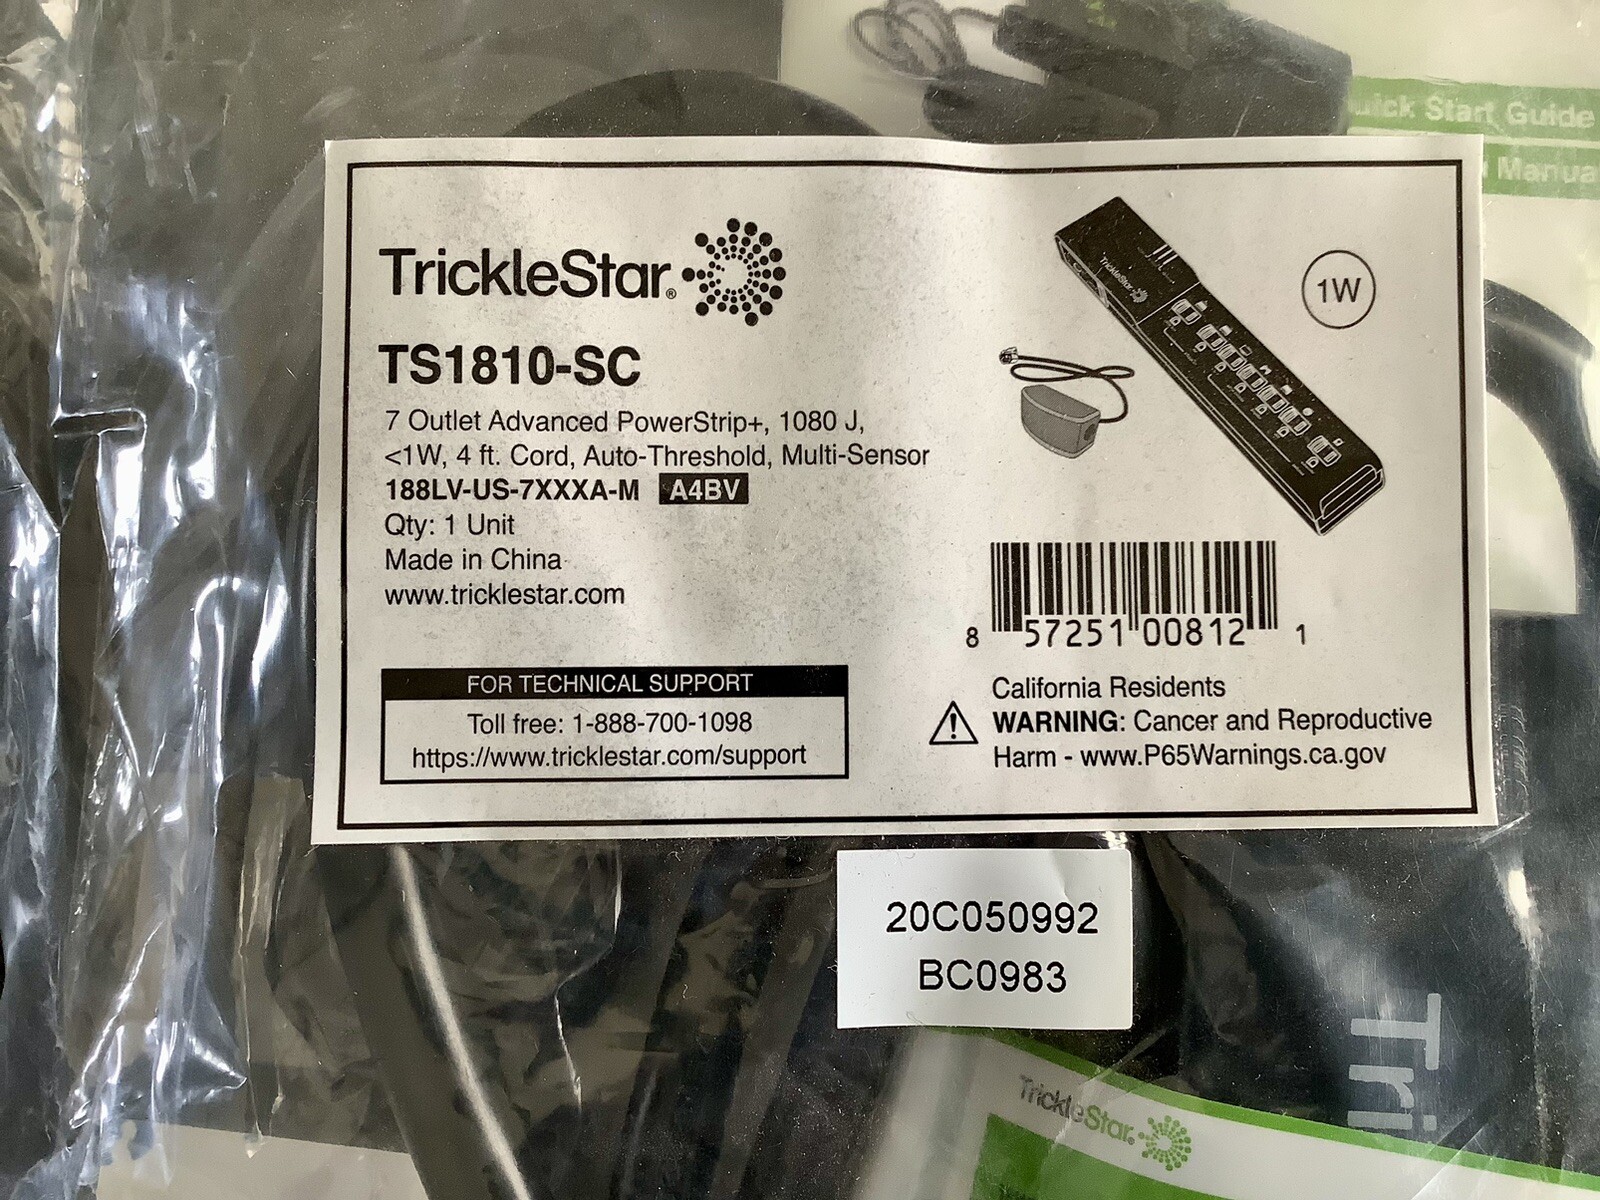 Quick Start Guide
Manua
TrickleStar®
TS1810-SC
7 Outlet Advanced PowerStrip+, 1080 J,
<1W, 4 ft. Cord, Auto-Threshold, Multi-Sensor
188LV-US-7XXXA-M A4BV
Qty: 1 Unit
Made in China
www.tricklestar.com
FOR TECHNICAL SUPPORT
Toll free: 1-888-700-1098
https://www.tricklestar.com/support
TrickleStar
1W
8 57251 00812 1
California Residents
WARNING: Cancer and Reproductive
Harm - www.P65Warnings.ca.gov
20C050992
BC0983
Tri
TrickleStar®